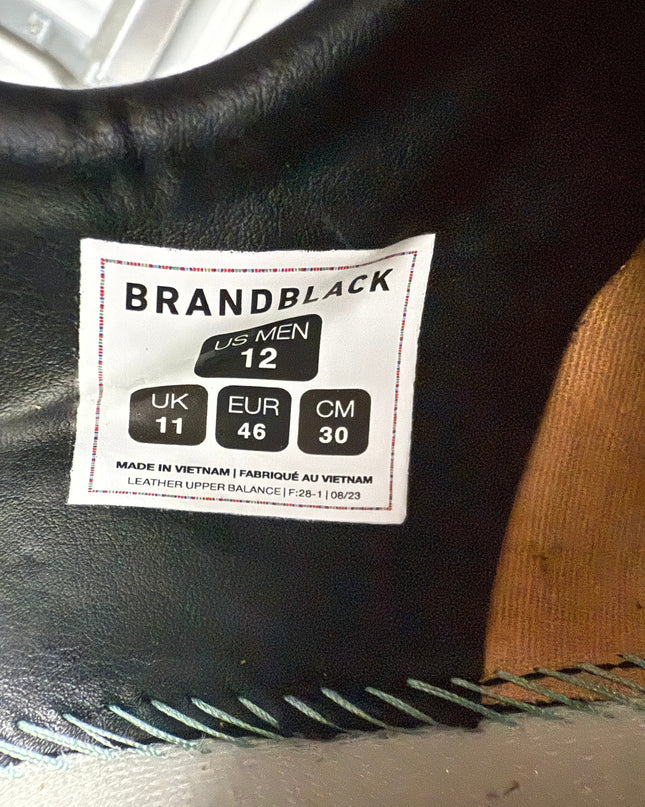 BRANDBLACK
US MEN
12
UK EUR CM
11 46 30
MADE IN VIETNAM | FABRIQUÉ AU VIETNAM
LEATHER UPPER BALANCE | F:28-1 | 08/23